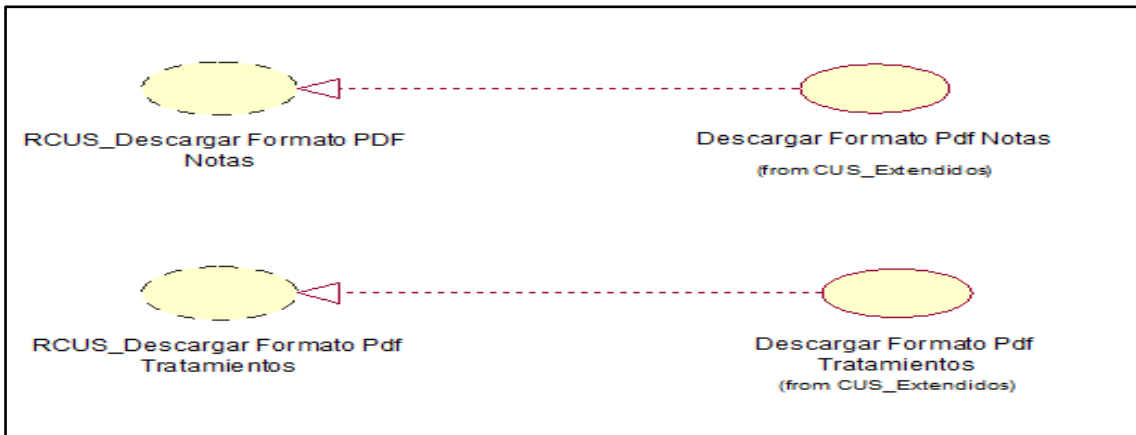 RCUS_Descargar Formato PDF
Notas
Descargar Formato Pdf Notas
(from CUS_Extendidos)
RCUS_Descargar Formato Pdf
Tratamientos
Descargar Formato Pdf
Tratamientos
(from CUS_Extendidos)